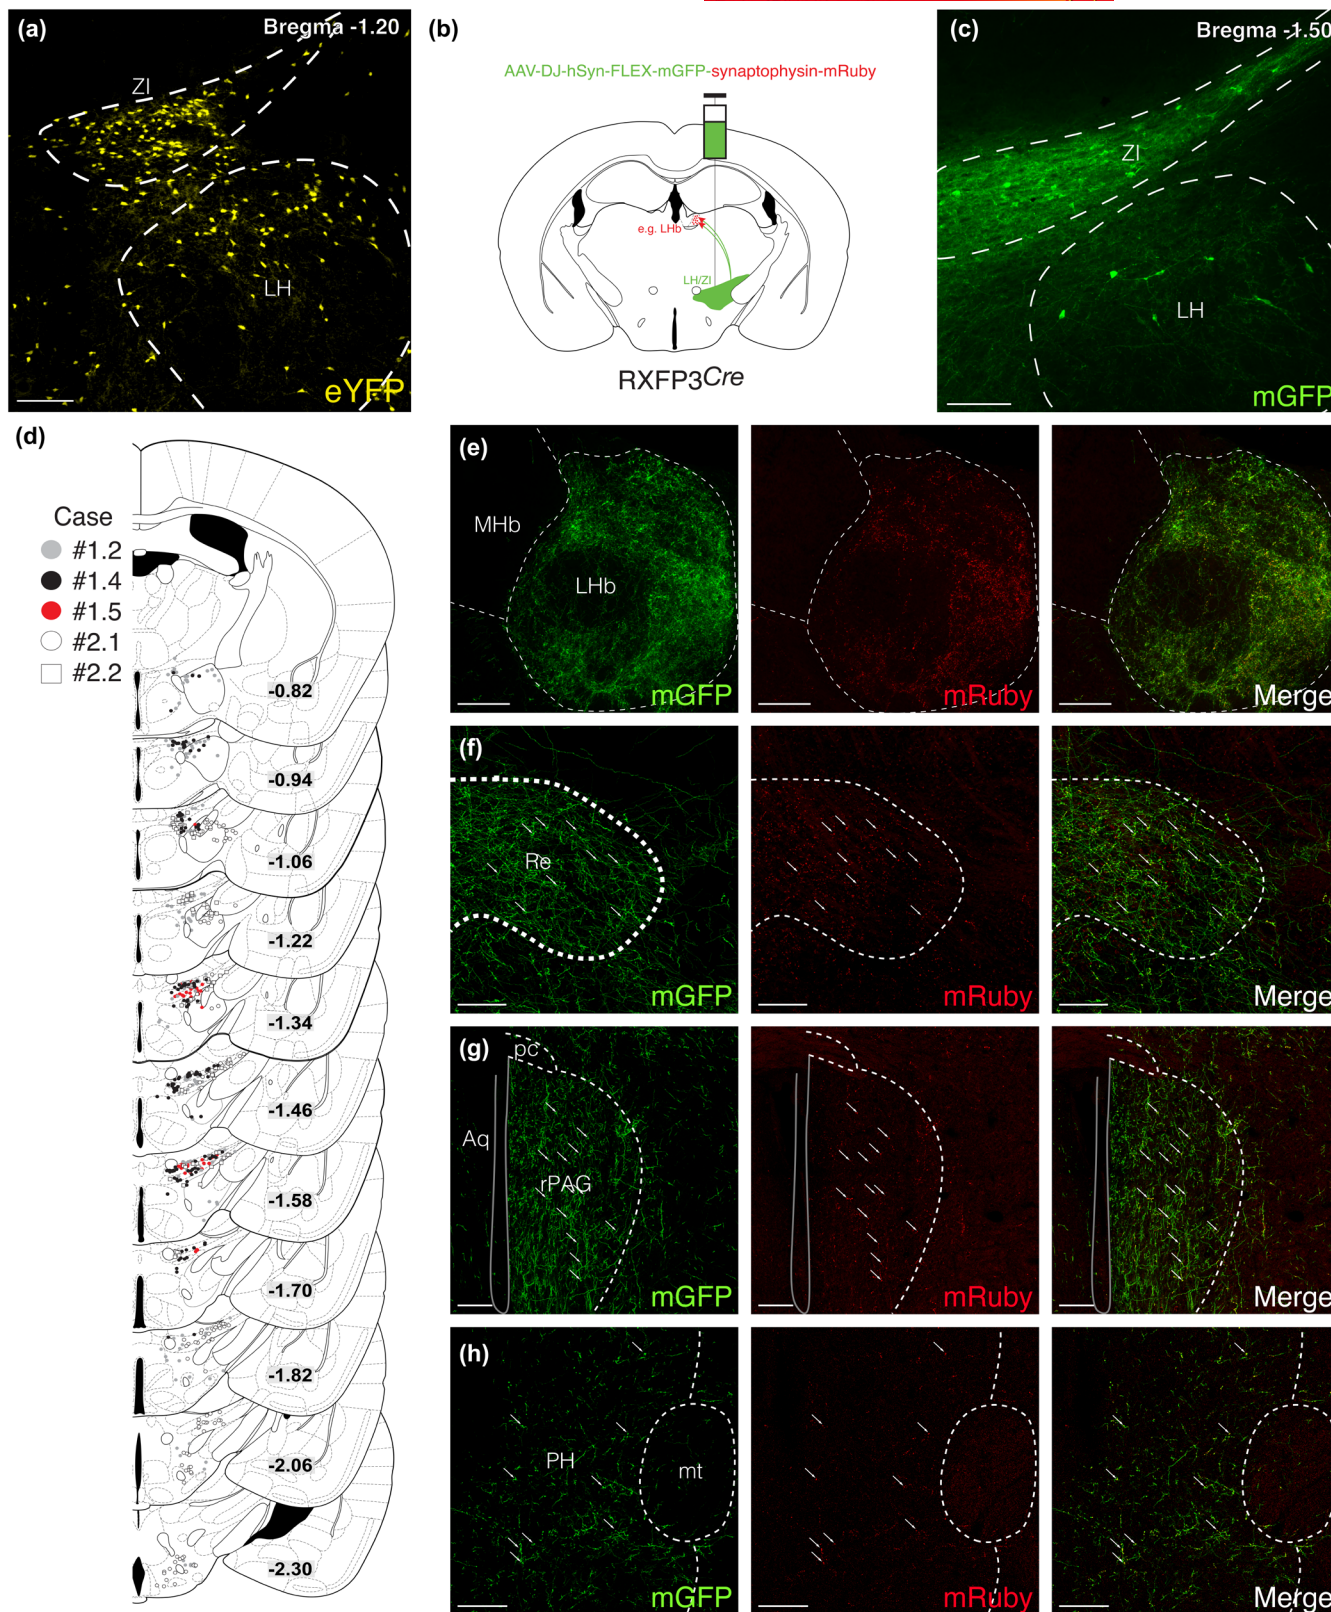 (a)
Bregma -1.20
ZI
LH
eYFP
(b)
AAV-DJ-hSyn-FLEX-mGFP-synaptophysin-mRuby
e.g. LHb
LH/ZI
RXFP3Cre
(c)
Bregma -1.50
ZI
LH
mGFP
(d)
Case
#1.2
#1.4
#1.5
#2.1
#2.2
-0.82
-0.94
-1.06
-1.22
-1.34
-1.46
-1.58
-1.70
-1.82
-2.06
-2.30
(e)
MHb
LHb
mGFP
mRuby
Merge
(f)
Re
mGFP
mRuby
Merge
(g)
pc
Aq
rPAG
mGFP
mRuby
Merge
(h)
PH
mt
mGFP
mRuby
Merge